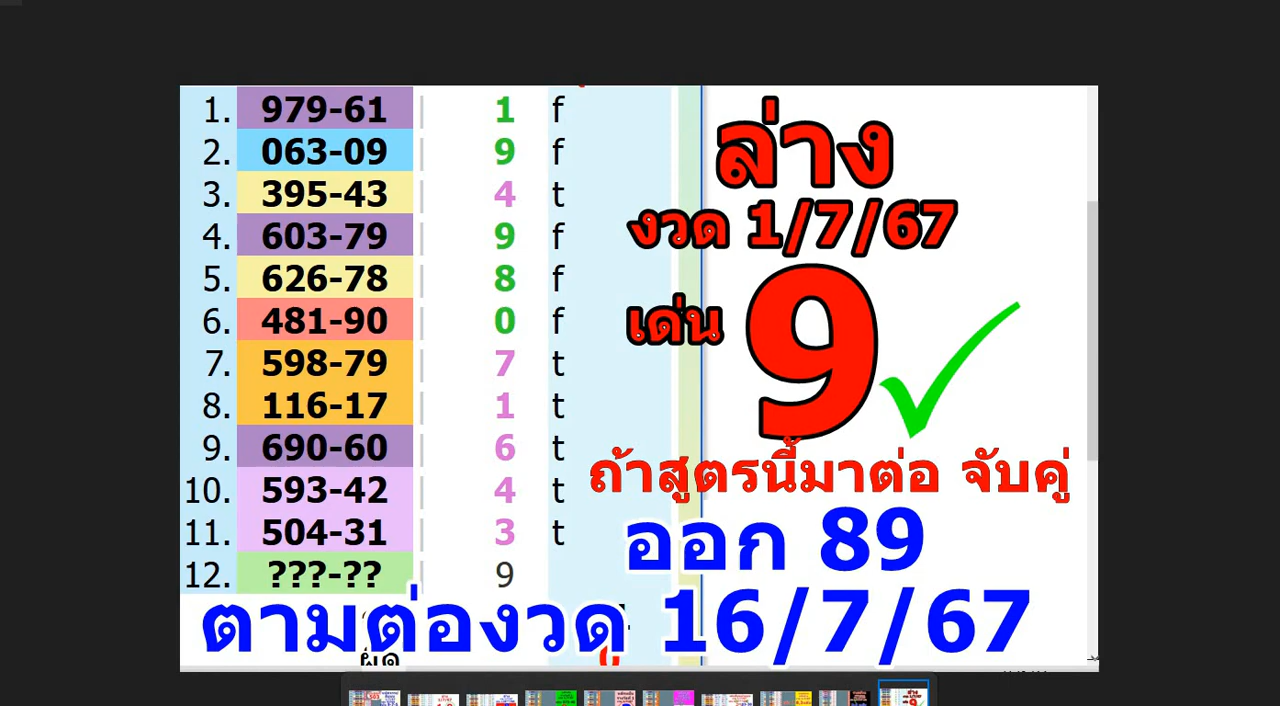 1. 979-61 | 1 f
2. 063-09 | 9 f
3. 395-43 | 4 t
4. 603-79 | 9 f
5. 626-78 | 8 f
6. 481-90 | 0 f
7. 598-79 | 7 t
8. 116-17 | 1 t
9. 690-60 | 6 t
10. 593-42 | 4 t
11. 504-31 | 3 t
12. ???-?? | 9
ล่าง
งวด 1/7/67
เด่น 9
ถ้าสูตรนี้มาต่อ จับคู่
ออก 89
ตามต่องวด 16/7/67